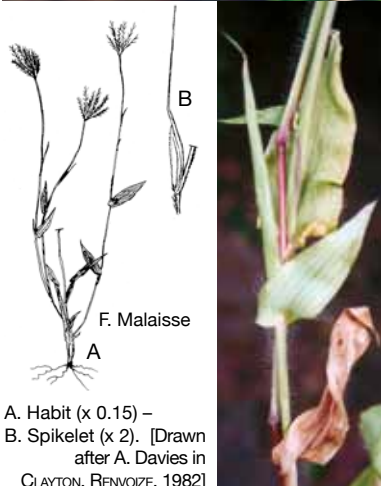 B
F. Malaisse
A
A. Habit (x 0.15) –
B. Spikelet (x 2). [Drawn
after A. Davies in
CLAYTON, RENVOIZE, 1982]